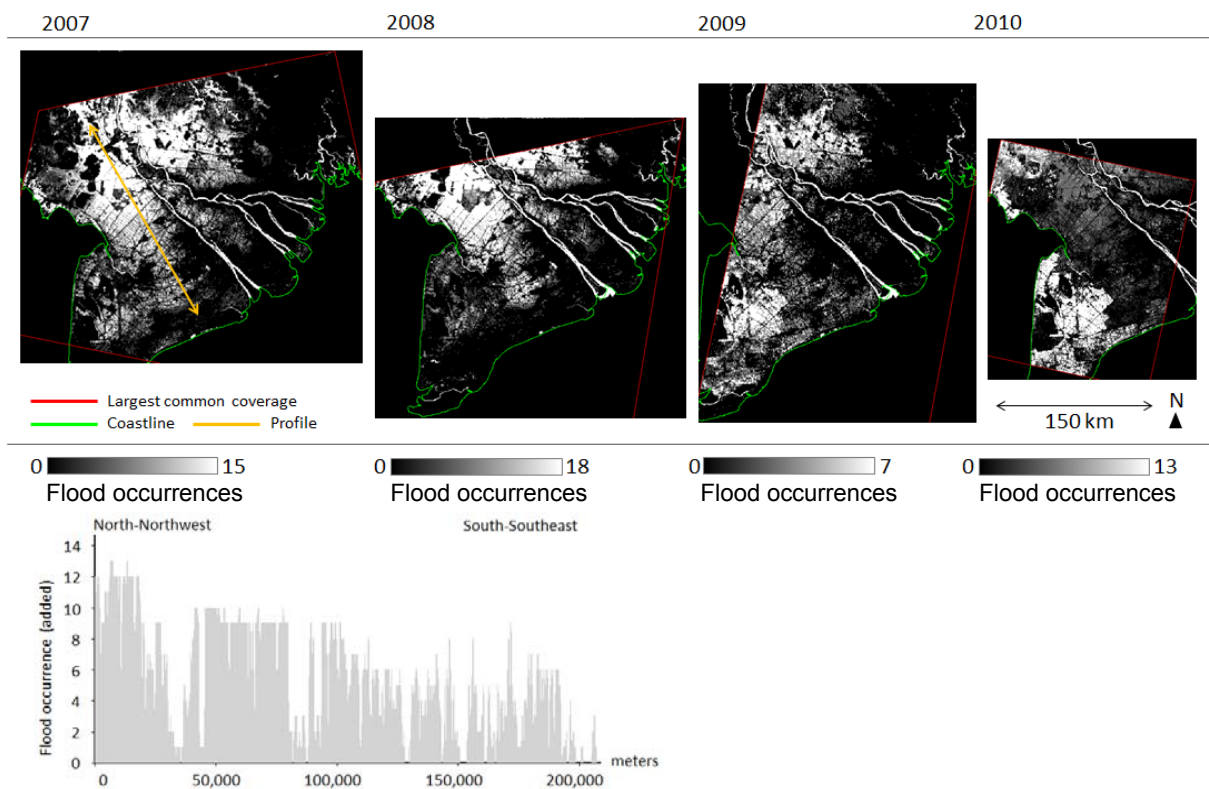 2007 2008 2009 2010
Largest common coverage
Coastline Profile
150 km
N
0 15 0 18 0 7 0 13
Flood occurrences Flood occurrences Flood occurrences Flood occurrences
North-Northwest South-Southeast
14
12
10
8
6
4
2
0
Flood occurrence (added)
meters
0 50,000 100,000 150,000 200,000